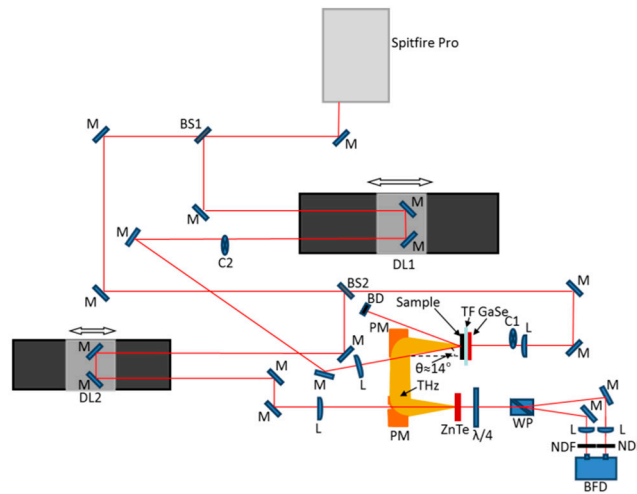 Spitfire Pro
M
BS1
M
M
M
M
M
DL1
C2
M
BS2
M
BD
Sample
TF GaSe
C1
L
M
PM
M
θ≈14°
M
L
THz
M
DL2
M
M
M
L
PM
ZnTe
λ/4
WP
M
M
L
L
NDF
ND
BFD